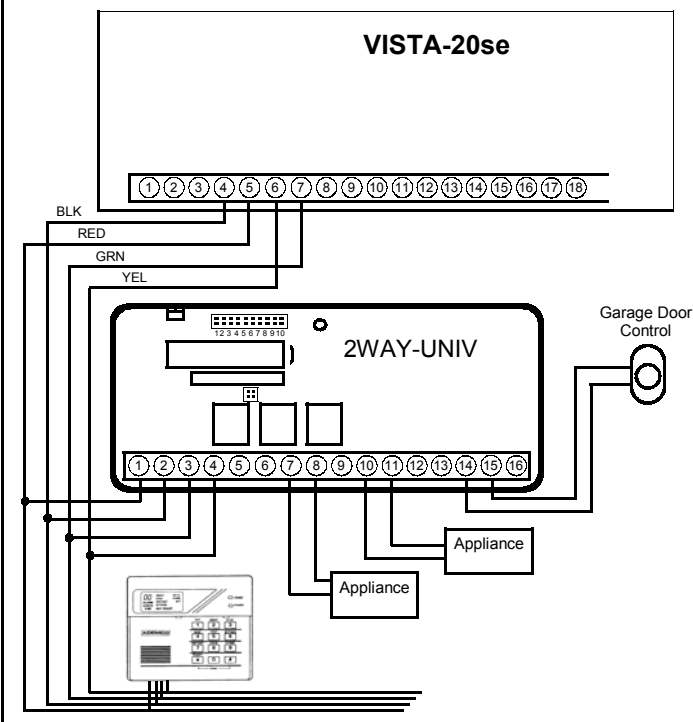 VISTA-20se
1 2 3 4 5 6 7 8 9 10 11 12 13 14 15 16 17 18
BLK
RED
GRN
YEL
Garage Door
Control
1 2 3 4 5 6 7 8 9 10
2WAY-UNIV
1 2 3 4 5 6 7 8 9 10 11 12 13 14 15 16
Appliance
Appliance
ADEMCO